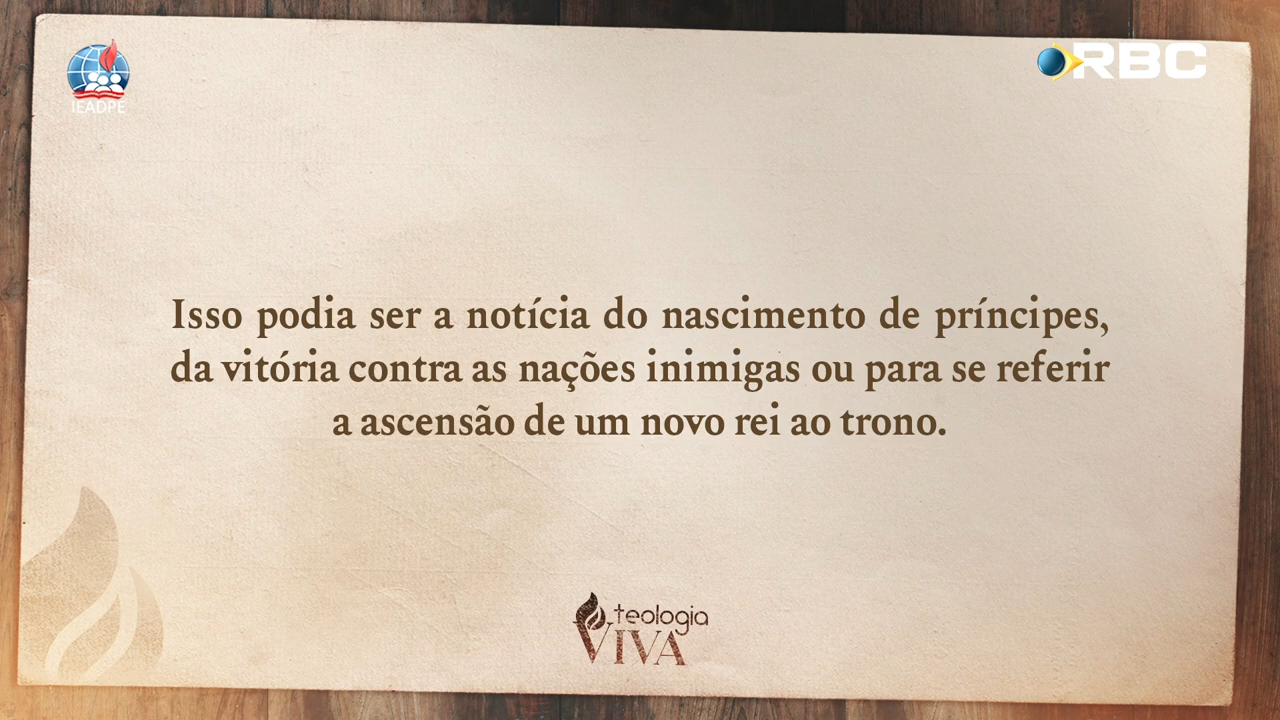 IEADPE
RBC
Isso podia ser a notícia do nascimento de príncipes,
da vitória contra as nações inimigas ou para se referir
a ascensão de um novo rei ao trono.
teologia
VIVA